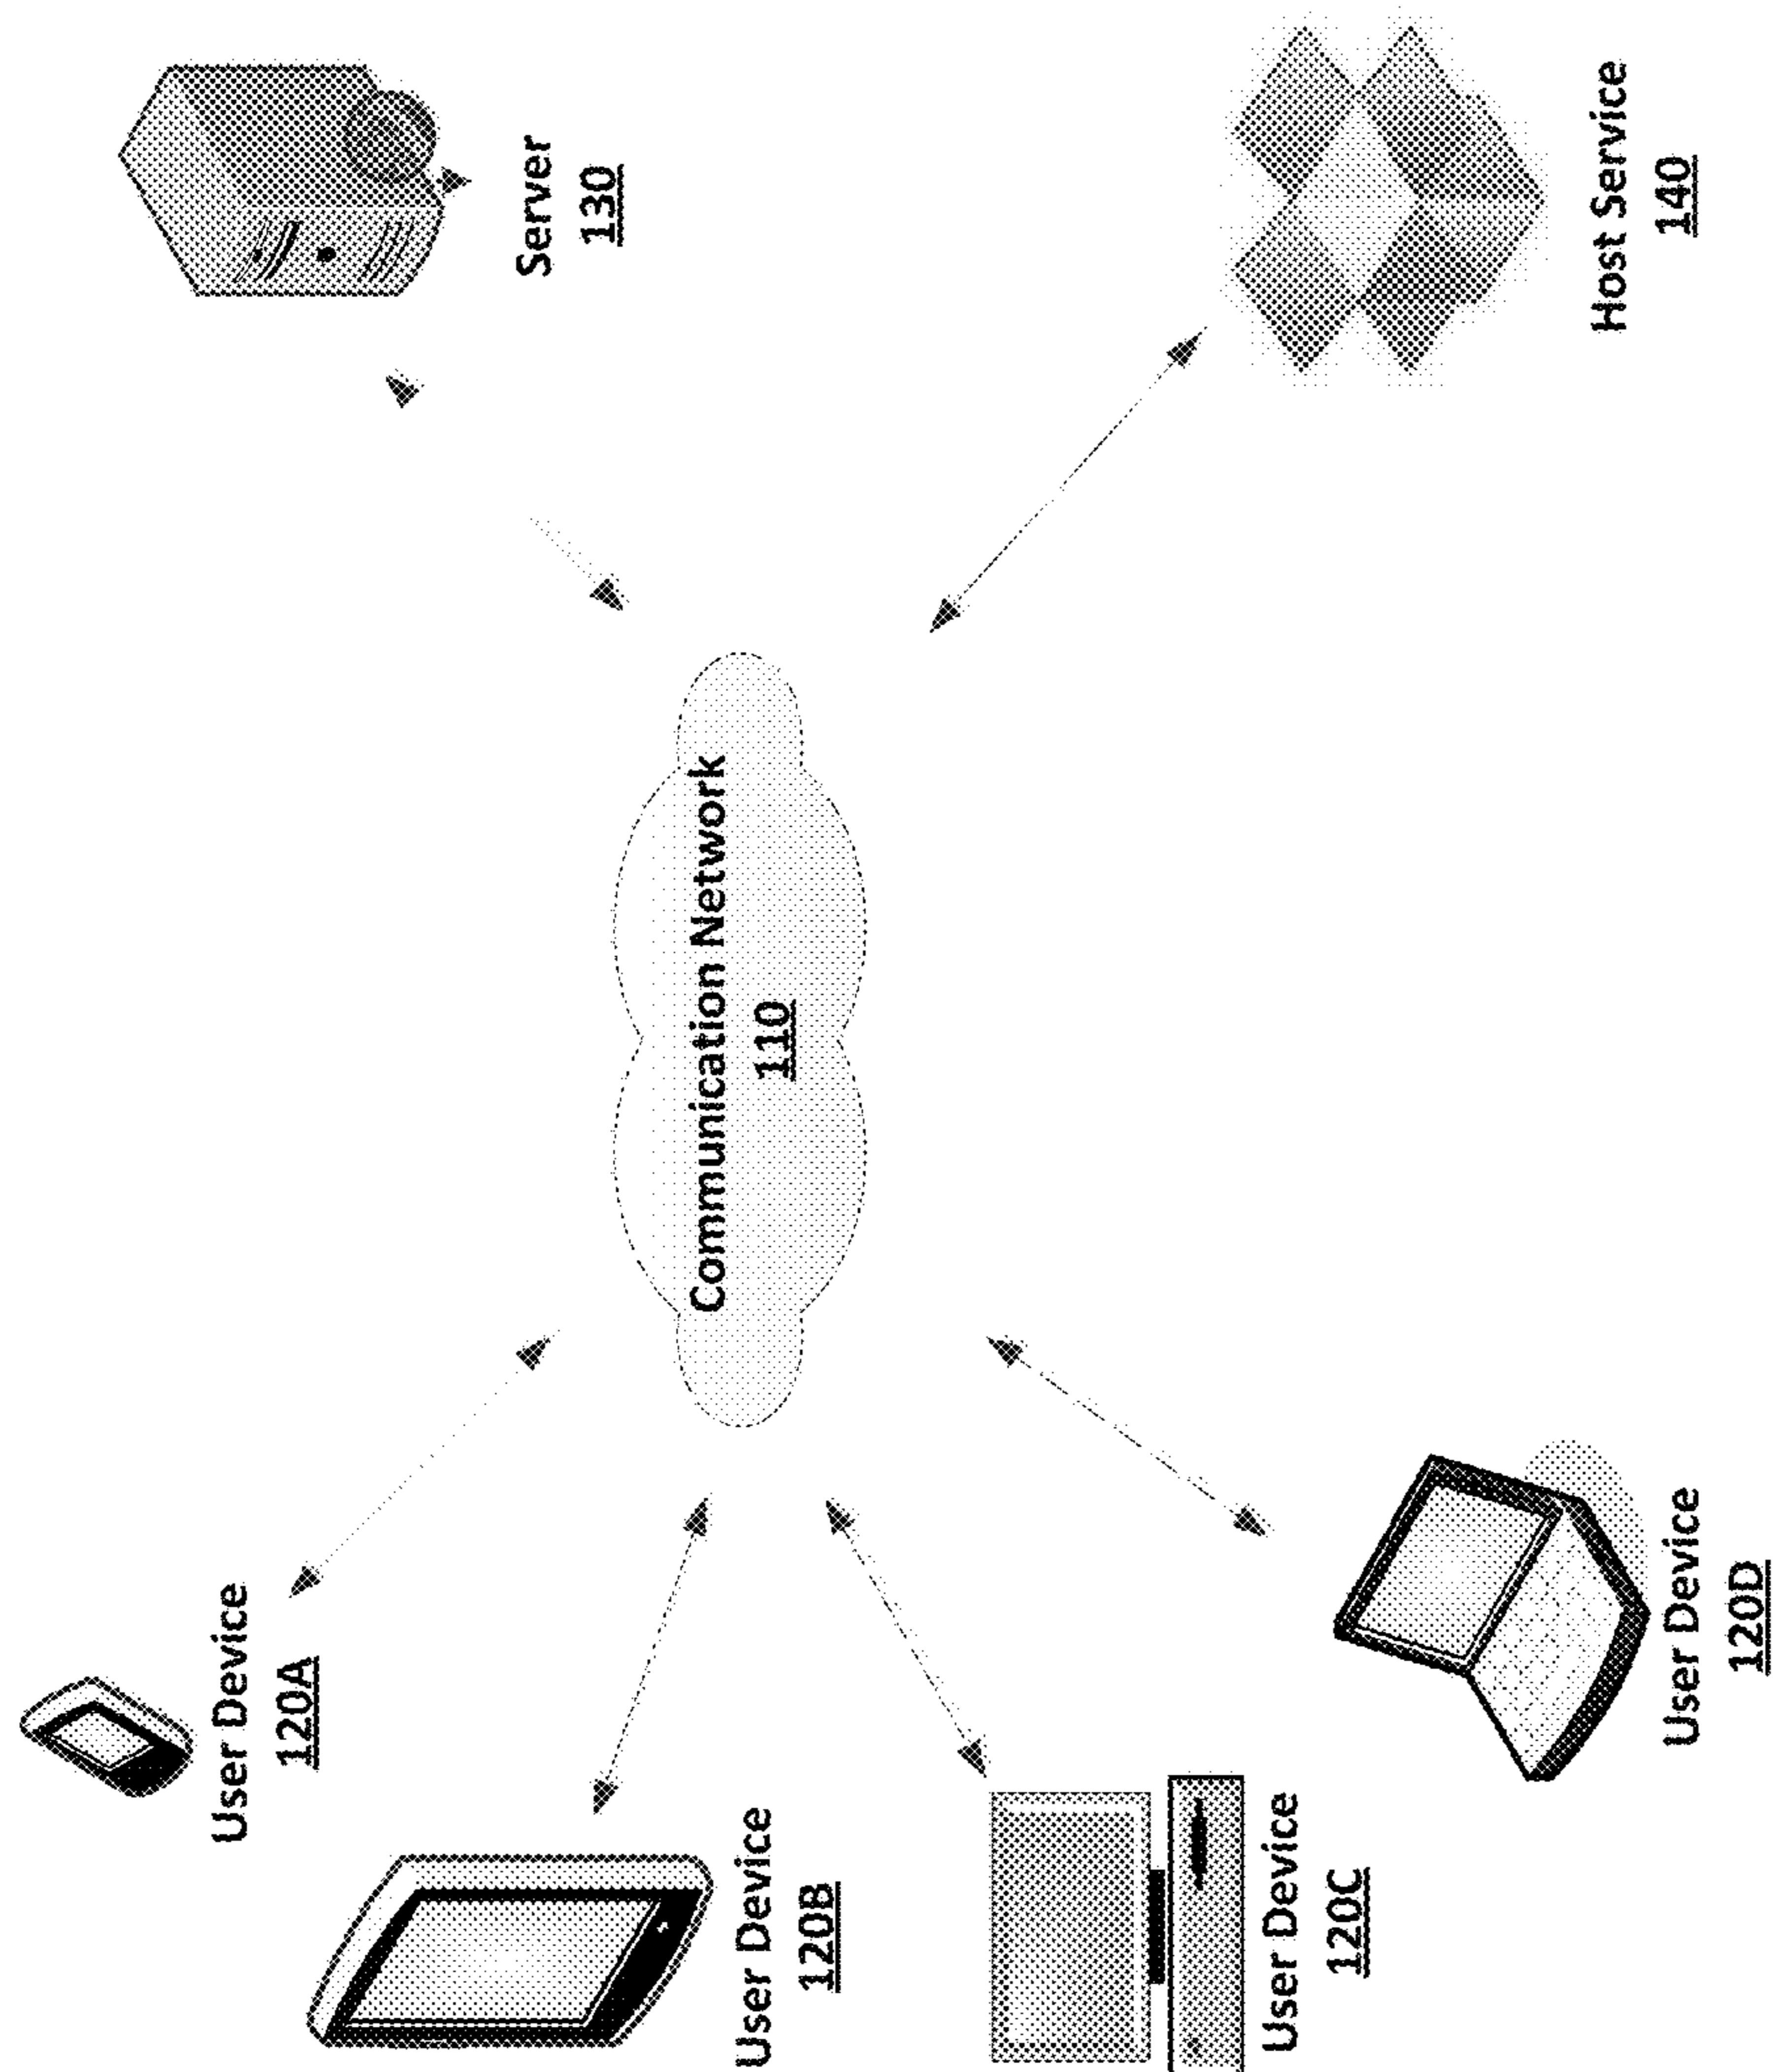 User Device
120A
User Device
120B
User Device
120C
User Device
120D
Communication Network
110
Server
130
Host Service
140